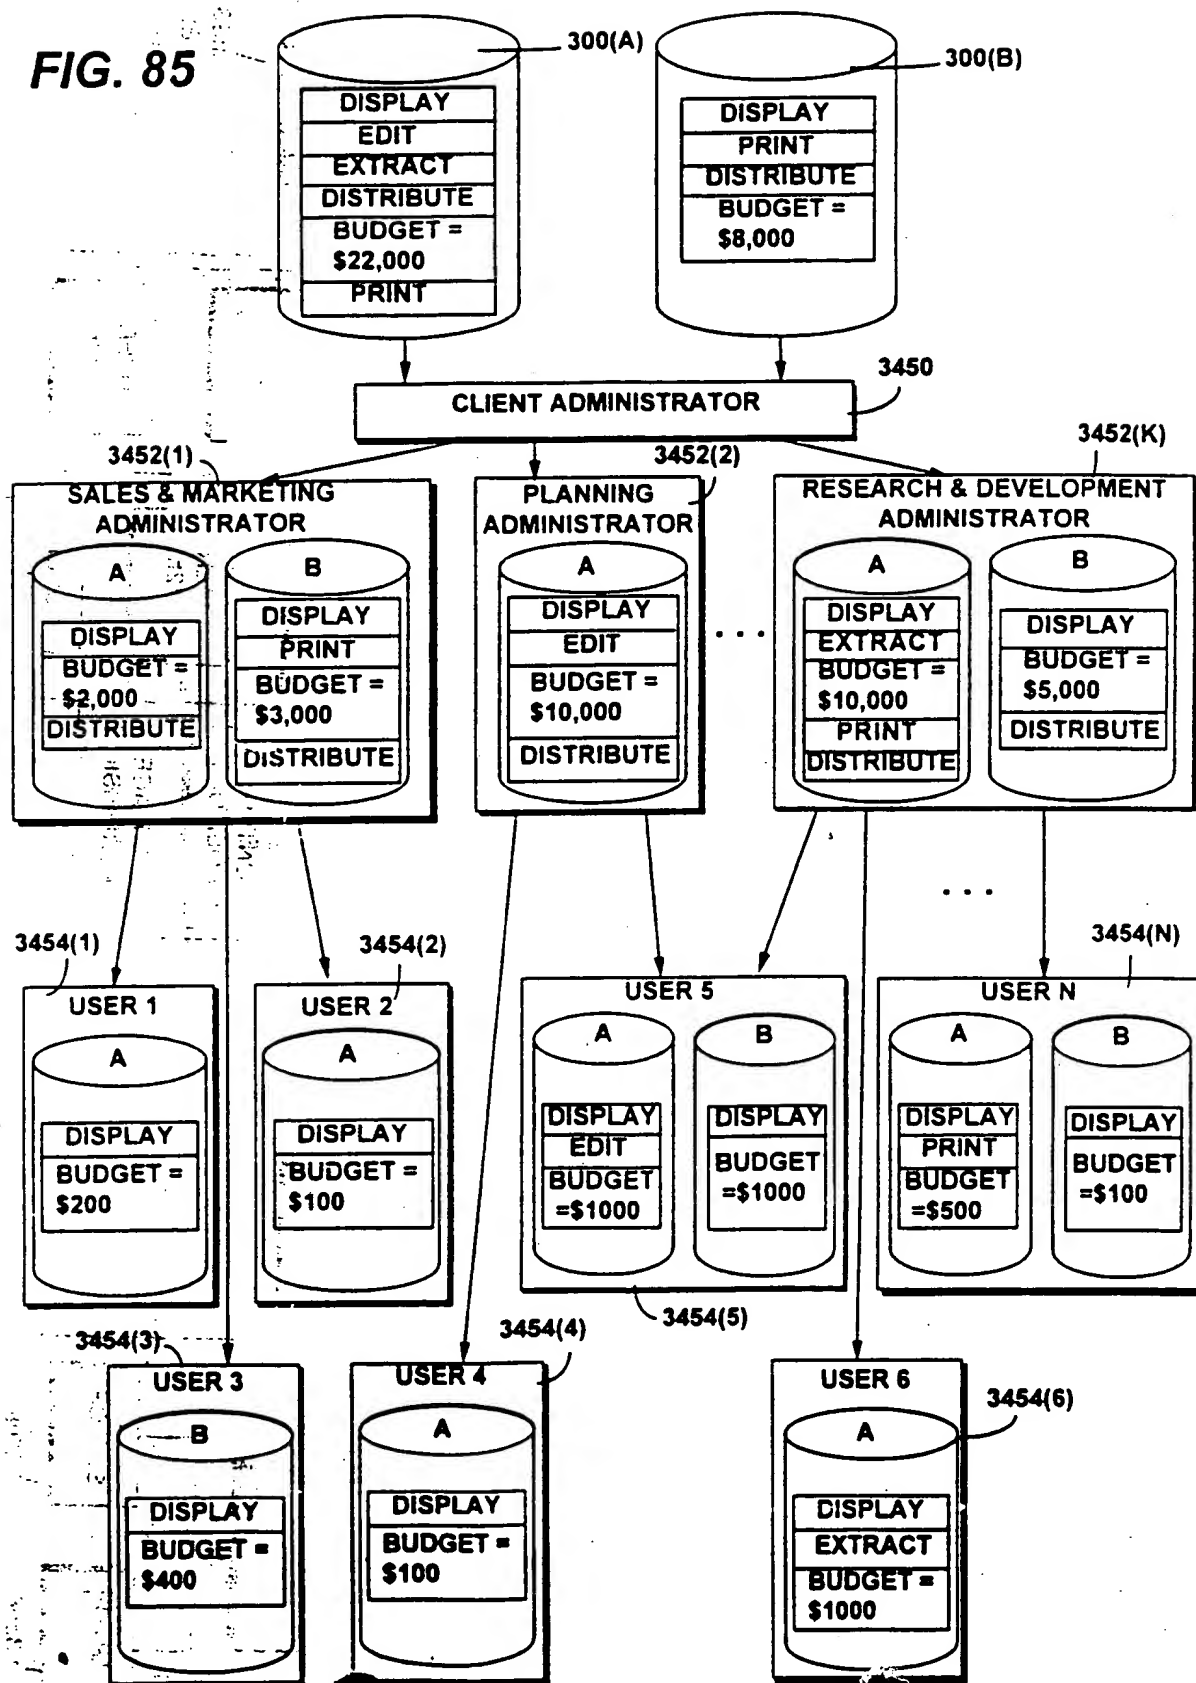 FIG. 85
300(A)
DISPLAY
EDIT
EXTRACT
DISTRIBUTE
BUDGET =
$22,000
PRINT
300(B)
DISPLAY
PRINT
DISTRIBUTE
BUDGET =
$8,000
CLIENT ADMINISTRATOR
3450
3452(1)
SALES & MARKETING
ADMINISTRATOR
A
DISPLAY
BUDGET =
$2,000
DISTRIBUTE
B
DISPLAY
PRINT
BUDGET =
$3,000
DISTRIBUTE
3452(2)
PLANNING
ADMINISTRATOR
A
DISPLAY
EDIT
BUDGET =
$10,000
DISTRIBUTE
. . .
3452(K)
RESEARCH & DEVELOPMENT
ADMINISTRATOR
A
DISPLAY
EXTRACT
BUDGET =
$10,000
PRINT
DISTRIBUTE
B
DISPLAY
BUDGET =
$5,000
DISTRIBUTE
. . .
3454(1)
USER 1
A
DISPLAY
BUDGET =
$200
3454(2)
USER 2
A
DISPLAY
BUDGET =
$100
USER 5
A
DISPLAY
EDIT
BUDGET
=$1000
B
DISPLAY
BUDGET
=$1000
3454(5)
3454(N)
USER N
A
DISPLAY
PRINT
BUDGET
=$500
B
DISPLAY
BUDGET
=$100
3454(3)
USER 3
B
DISPLAY
BUDGET =
$400
3454(4)
USER 4
A
DISPLAY
BUDGET =
$100
3454(6)
USER 6
A
DISPLAY
EXTRACT
BUDGET =
$1000